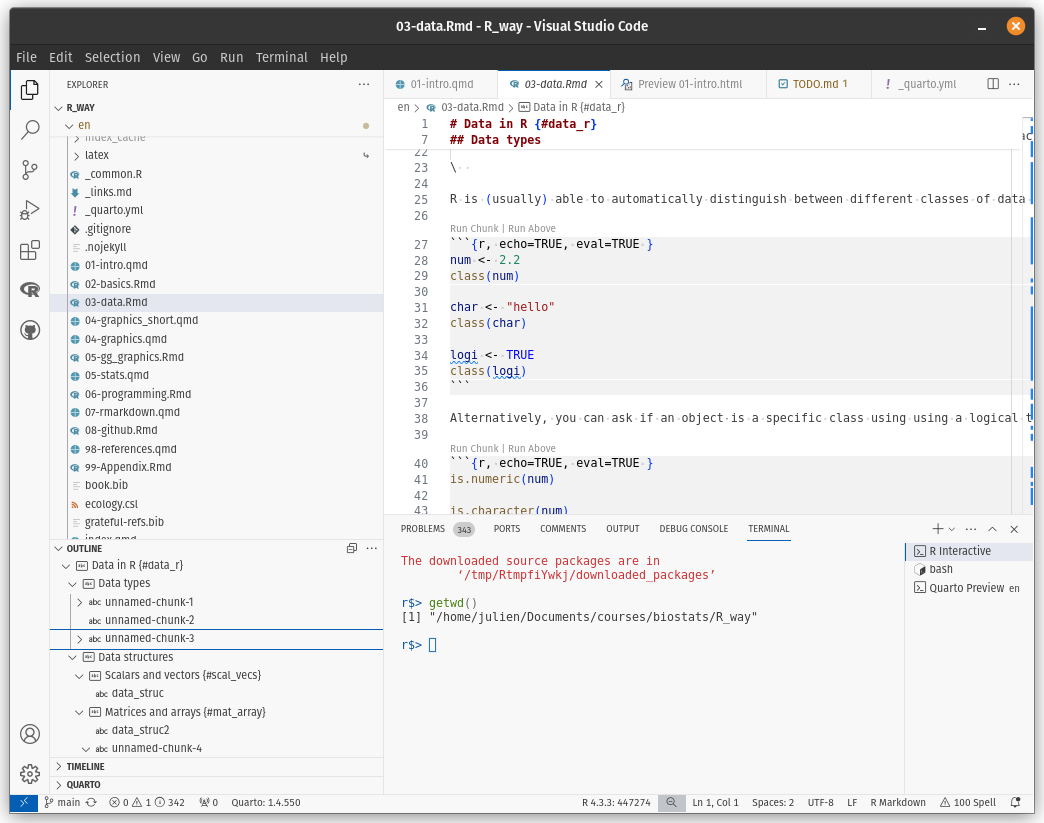 03-data.Rmd - R_way - Visual Studio Code
File Edit Selection View Go Run Terminal Help
EXPLORER
R_WAY
en
index_cache
latex
_common.R
_links.md
_quarto.yml
.gitignore
.nojekyll
01-intro.qmd
02-basics.Rmd
03-data.Rmd
04-graphics_short.qmd
04-graphics.qmd
05-gg_graphics.Rmd
05-stats.qmd
06-programming.Rmd
07-rmarkdown.qmd
08-github.Rmd
98-references.qmd
99-Appendix.Rmd
book.bib
ecology.csl
grateful-refs.bib
index.qmd
OUTLINE
Data in R {#data_r}
Data types
unnamed-chunk-1
unnamed-chunk-2
unnamed-chunk-3
Data structures
Scalars and vectors {#scal_vecs}
data_struc
Matrices and arrays {#mat_array}
data_struc2
unnamed-chunk-4
TIMELINE
QUARTO
01-intro.qmd 03-data.Rmd Preview 01-intro.html TODO.md 1 _quarto.yml
en > 03-data.Rmd > Data in R {#data_r}
1 # Data in R {#data_r}
7 ## Data types
22
23 \
24
25 R is (usually) able to automatically distinguish between different classes of data
26
Run Chunk | Run Above
27 ```{r, echo=TRUE, eval=TRUE }
28 num <- 2.2
29 class(num)
30
31 char <- "hello"
32 class(char)
33
34 logi <- TRUE
35 class(logi)
36 ```
37
38 Alternatively, you can ask if an object is a specific class using using a logical t
39
Run Chunk | Run Above
40 ```{r, echo=TRUE, eval=TRUE }
41 is.numeric(num)
42
43 is.character(num)
PROBLEMS 343 PORTS COMMENTS OUTPUT DEBUG CONSOLE TERMINAL
The downloaded source packages are in
‘/tmp/RtmpfiYwkj/downloaded_packages’
r$> getwd()
[1] "/home/julien/Documents/courses/biostats/R_way"
r$>
R Interactive
bash
Quarto Preview en
main 0 1 342 0 Quarto: 1.4.550 R 4.3.3: 447274 Ln 1, Col 1 Spaces: 2 UTF-8 LF R Markdown 100 Spell